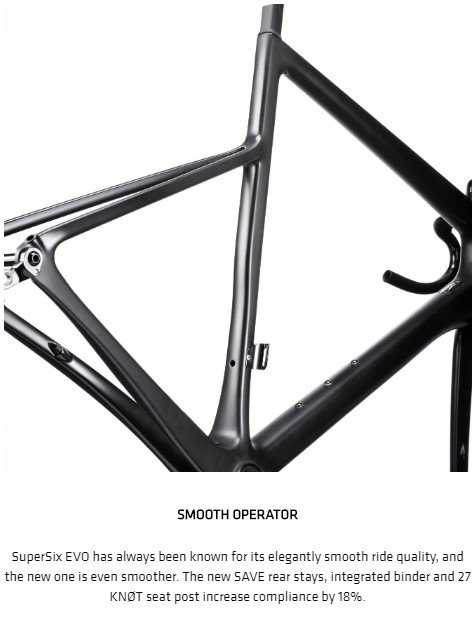 SMOOTH OPERATOR
SuperSix EVO has always been known for its elegantly smooth ride quality, and
the new one is even smoother. The new SAVE rear stays, integrated binder and 27
KNØT seat post increase compliance by 18%.